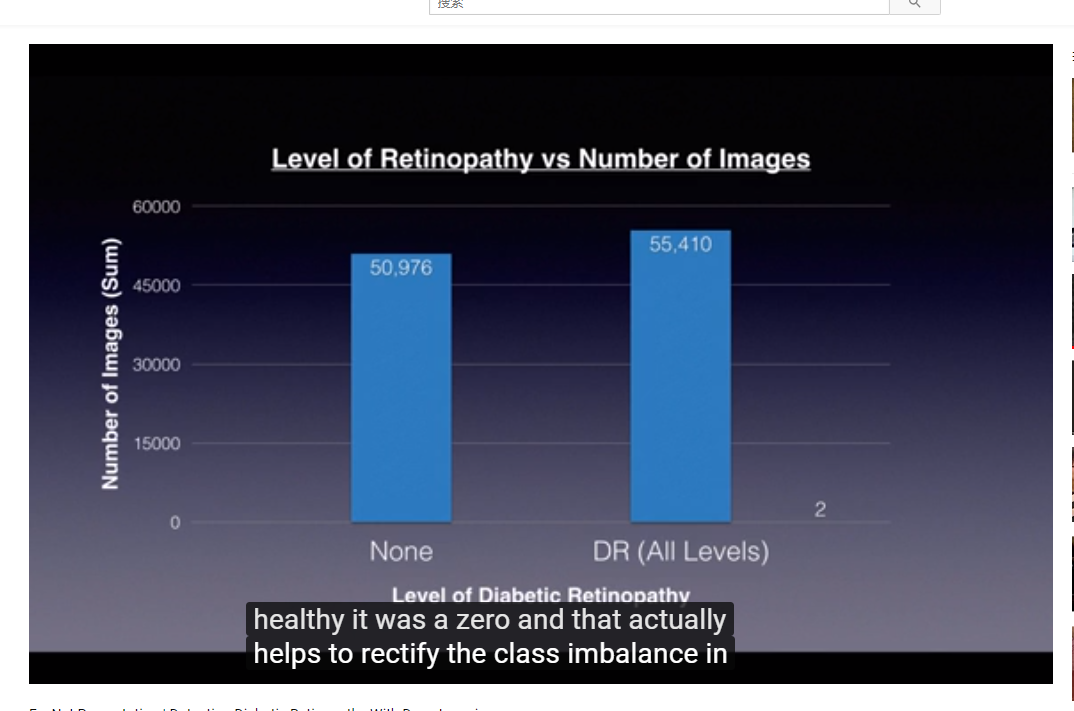 搜索
Level of Retinopathy vs Number of Images
60000
45000
30000
15000
0
Number of Images (Sum)
50,976
55,410
2
None
DR (All Levels)
Level of Diabetic Retinopathy
healthy it was a zero and that actually
helps to rectify the class imbalance in